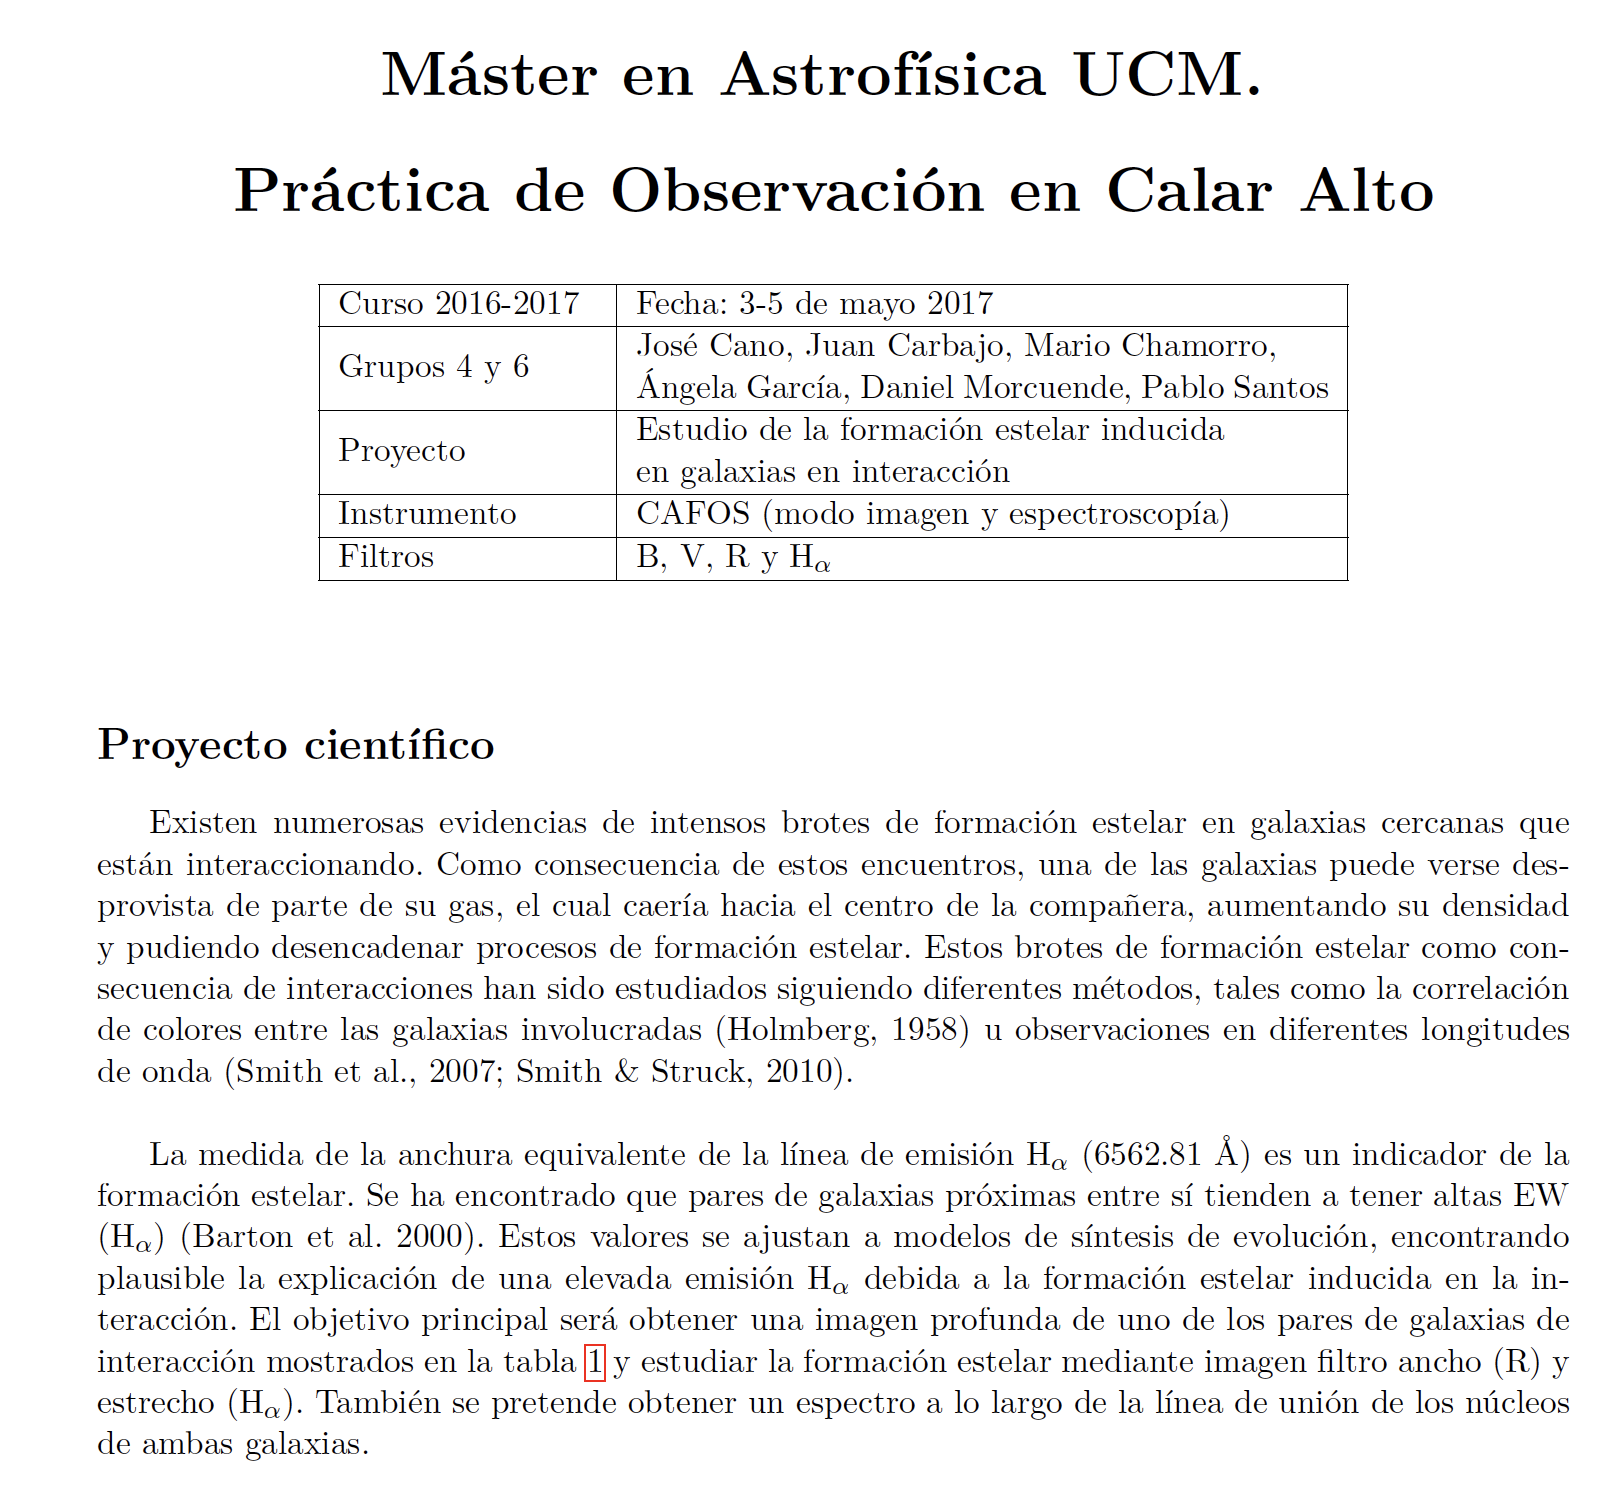 Máster en Astrofísica UCM.
Práctica de Observación en Calar Alto
Curso 2016-2017 Fecha: 3-5 de mayo 2017
Grupos 4 y 6 José Cano, Juan Carbajo, Mario Chamorro,
Ángela García, Daniel Morcuende, Pablo Santos
Proyecto Estudio de la formación estelar inducida
en galaxias en interacción
Instrumento CAFOS (modo imagen y espectroscopía)
Filtros B, V, R y Hα
Proyecto científico
Existen numerosas evidencias de intensos brotes de formación estelar en galaxias cercanas que
están interaccionando. Como consecuencia de estos encuentros, una de las galaxias puede verse des-
provista de parte de su gas, el cual caería hacia el centro de la compañera, aumentando su densidad
y pudiendo desencadenar procesos de formación estelar. Estos brotes de formación estelar como con-
secuencia de interacciones han sido estudiados siguiendo diferentes métodos, tales como la correlación
de colores entre las galaxias involucradas (Holmberg, 1958) u observaciones en diferentes longitudes
de onda (Smith et al., 2007; Smith & Struck, 2010).
La medida de la anchura equivalente de la línea de emisión Hα (6562.81 Å) es un indicador de la
formación estelar. Se ha encontrado que pares de galaxias próximas entre sí tienden a tener altas EW
(Hα) (Barton et al. 2000). Estos valores se ajustan a modelos de síntesis de evolución, encontrando
plausible la explicación de una elevada emisión Hα debida a la formación estelar inducida en la in-
teracción. El objetivo principal será obtener una imagen profunda de uno de los pares de galaxias de
interacción mostrados en la tabla 1 y estudiar la formación estelar mediante imagen filtro ancho (R) y
estrecho (Hα). También se pretende obtener un espectro a lo largo de la línea de unión de los núcleos
de ambas galaxias.